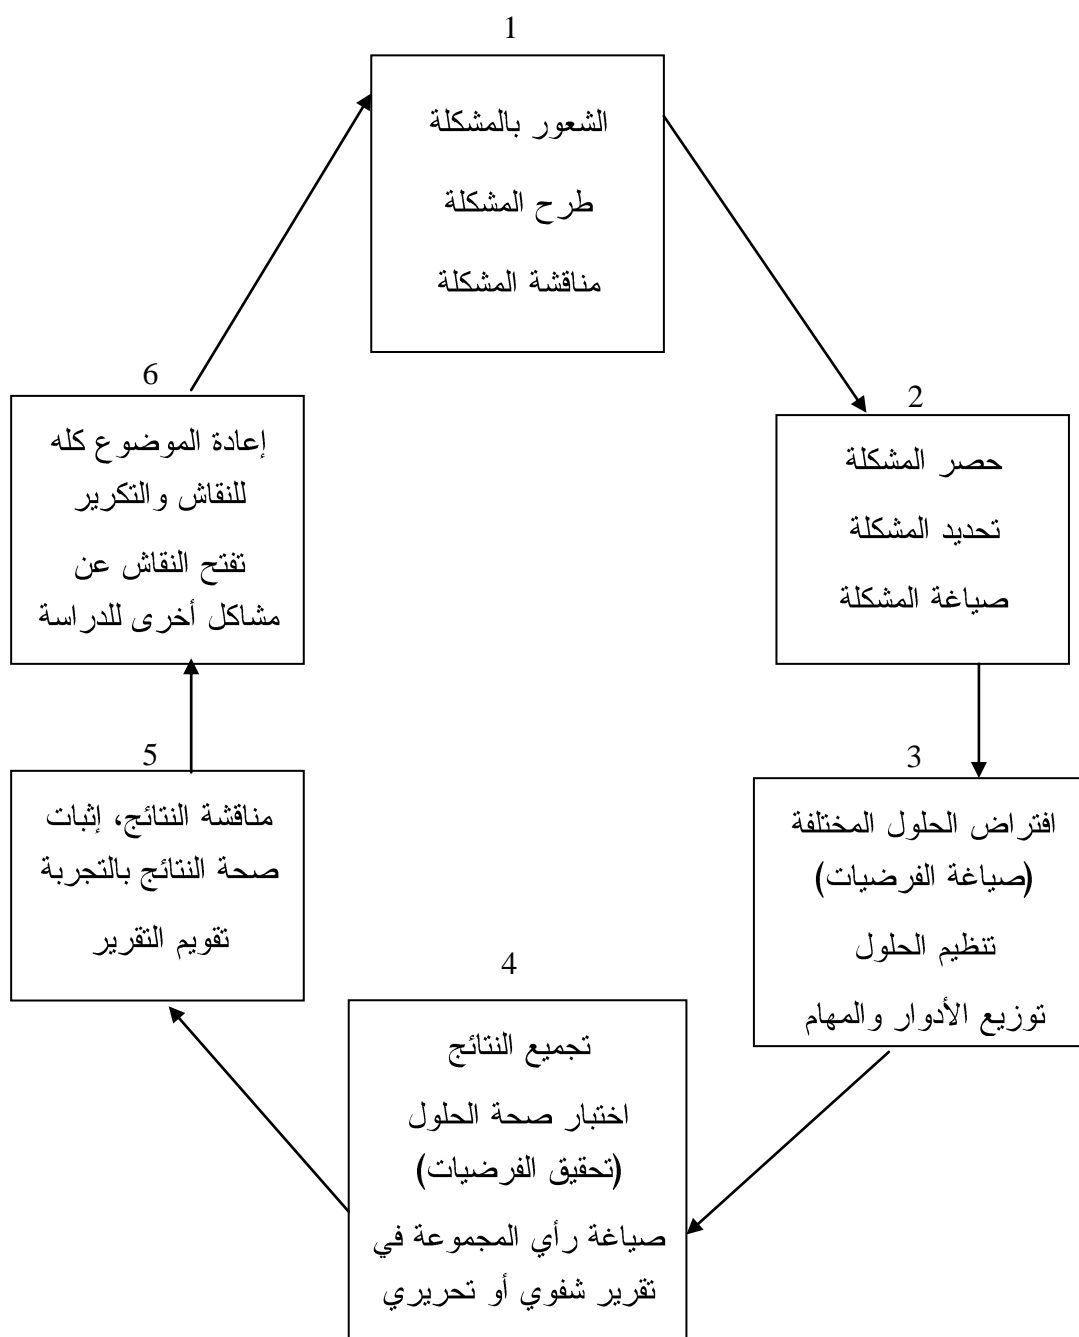 1
الشعور بالمشكلة
طرح المشكلة
مناقشة المشكلة
2
حصر المشكلة
تحديد المشكلة
صياغة المشكلة
3
افتراض الحلول المختلفة
(صياغة الفرضيات)
تنظيم الحلول
توزيع الأدوار والمهام
4
تجميع النتائج
اختبار صحة الحلول
(تحقيق الفرضيات)
صياغة رأي المجموعة في
تقرير شفوي أو تحريري
5
مناقشة النتائج، إثبات
صحة النتائج بالتجربة
تقويم التقرير
6
إعادة الموضوع كله
للنقاش والتكرير
تفتح النقاش عن
مشاكل أخرى للدراسة